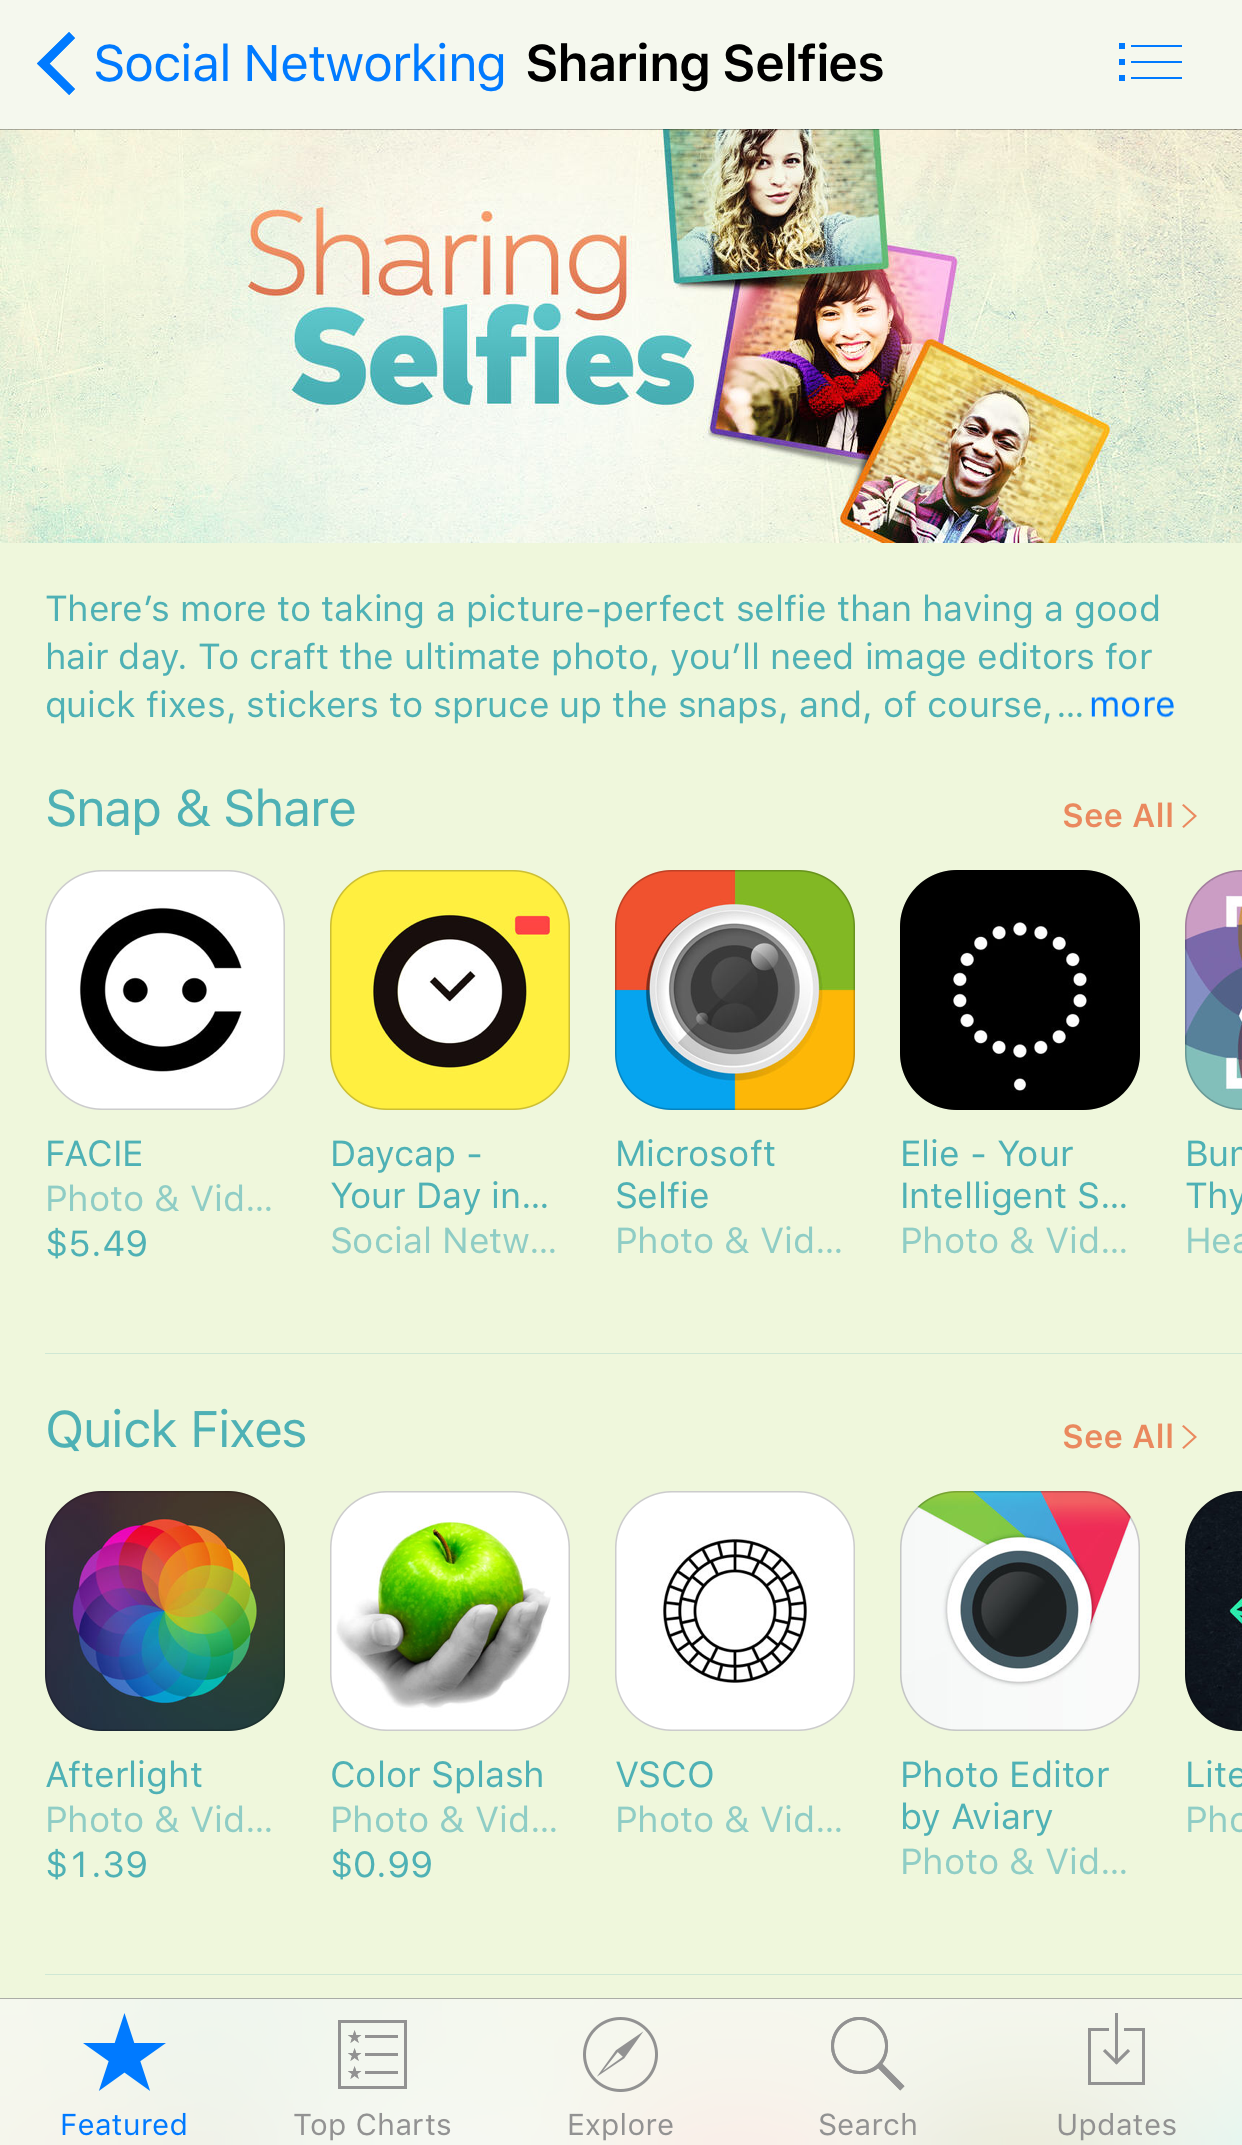 Social Networking Sharing Selfies
Sharing
Selfies
There's more to taking a picture-perfect selfie than having a good
hair day. To craft the ultimate photo, you'll need image editors for
quick fixes, stickers to spruce up the snaps, and, of course,... more
Snap & Share See All
FACIE
Photo & Vid...
$5.49
Daycap -
Your Day in...
Social Netw...
Microsoft
Selfie
Photo & Vid...
Elie - Your
Intelligent S...
Photo & Vid...
Quick Fixes See All
Afterlight
Photo & Vid...
$1.39
Color Splash
Photo & Vid...
$0.99
VSCO
Photo & Vid...
Photo Editor
by Aviary
Photo & Vid...
Featured Top Charts Explore Search Updates